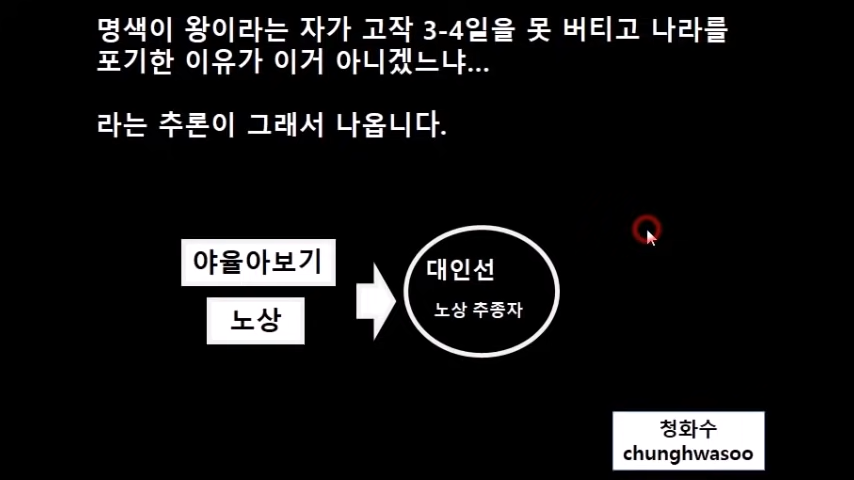 명색이 왕이라는 자가 고작 3-4일을 못 버티고 나라를
포기한 이유가 이거 아니겠느냐...
라는 추론이 그래서 나옵니다.
야율아보기
노상
대인선
노상 추종자
청화수
chunghwasoo